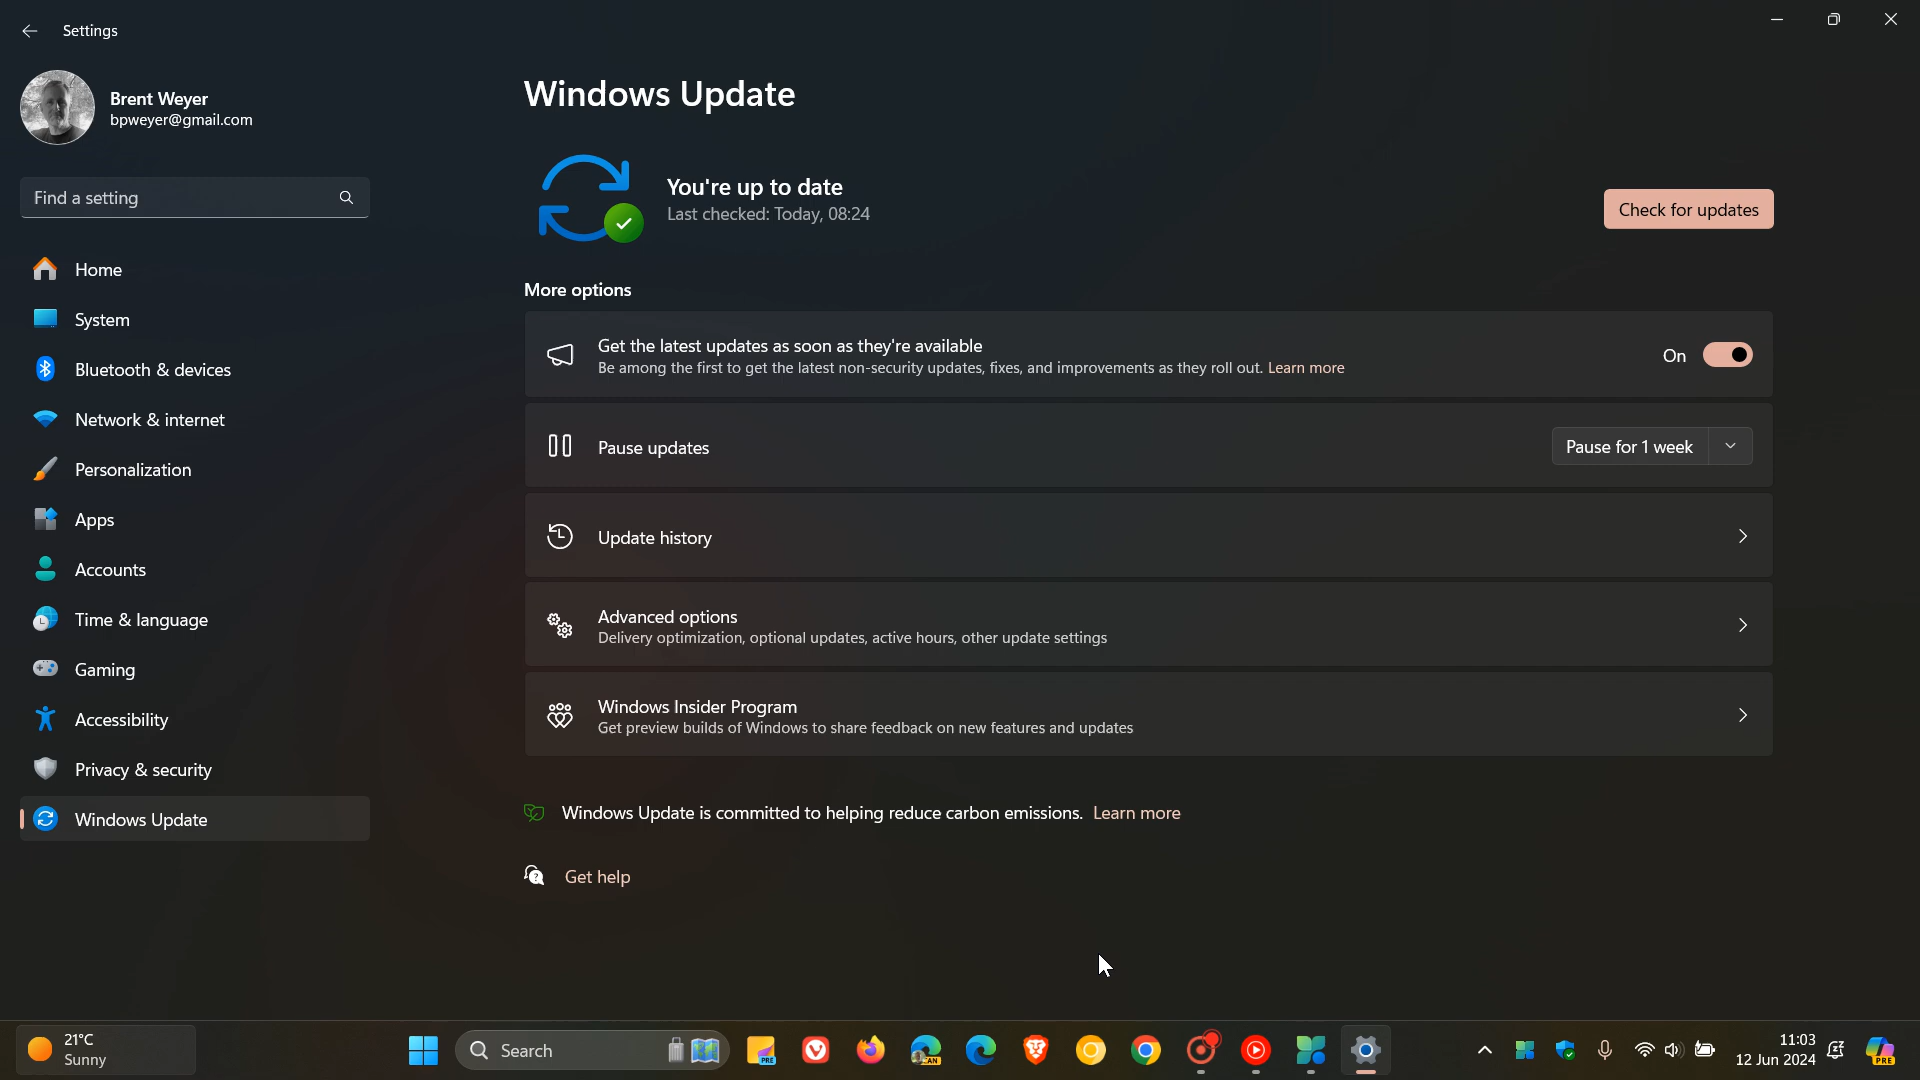 Settings
Brent Weyer
bpweyer@gmail.com
Find a setting
Home
System
Bluetooth & devices
Network & internet
Personalization
Apps
Accounts
Time & language
Gaming
Accessibility
Privacy & security
Windows Update
Windows Update
You're up to date
Last checked: Today, 08:24
Check for updates
More options
Get the latest updates as soon as they're available
Be among the first to get the latest non-security updates, fixes, and improvements as they roll out. Learn more
On
Pause updates
Pause for 1 week
Update history
Advanced options
Delivery optimization, optional updates, active hours, other update settings
Windows Insider Program
Get preview builds of Windows to share feedback on new features and updates
Windows Update is committed to helping reduce carbon emissions. Learn more
Get help
21°C
Sunny
Search
PRE
CAN
11:03
12 Jun 2024
PRE